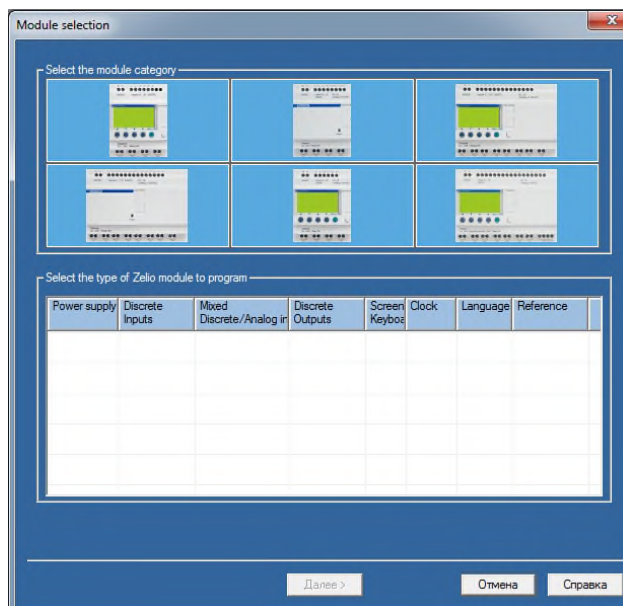 Module selection
Select the module category
Select the type of Zelio module to program
Power supply Discrete Inputs Mixed Discrete/Analog in Discrete Outputs Screen Keyboa Clock Language Reference
Далее >
Отмена
Справка